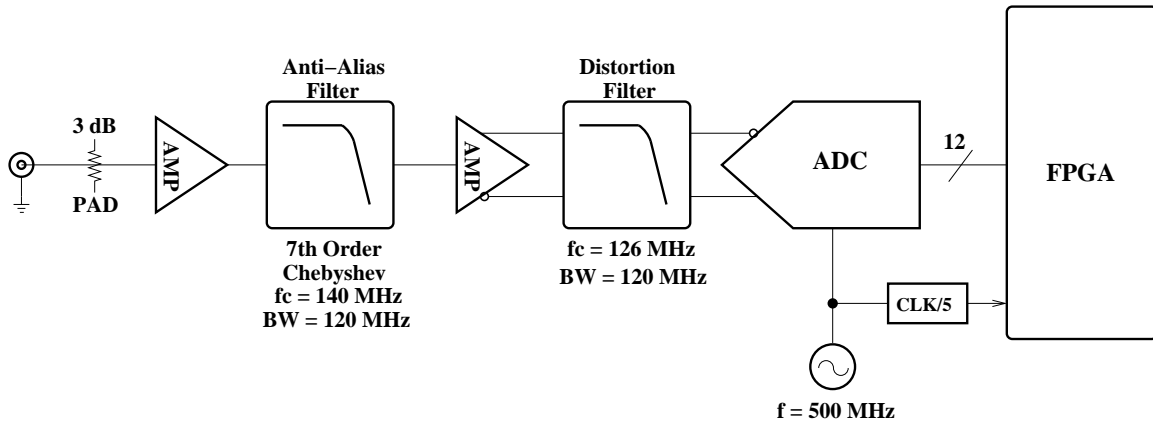 3 dB
PAD
AMP
Anti−Alias
Filter
7th Order
Chebyshev
fc = 140 MHz
BW = 120 MHz
AMP
Distortion
Filter
fc = 126 MHz
BW = 120 MHz
ADC
12
FPGA
CLK/5
f = 500 MHz